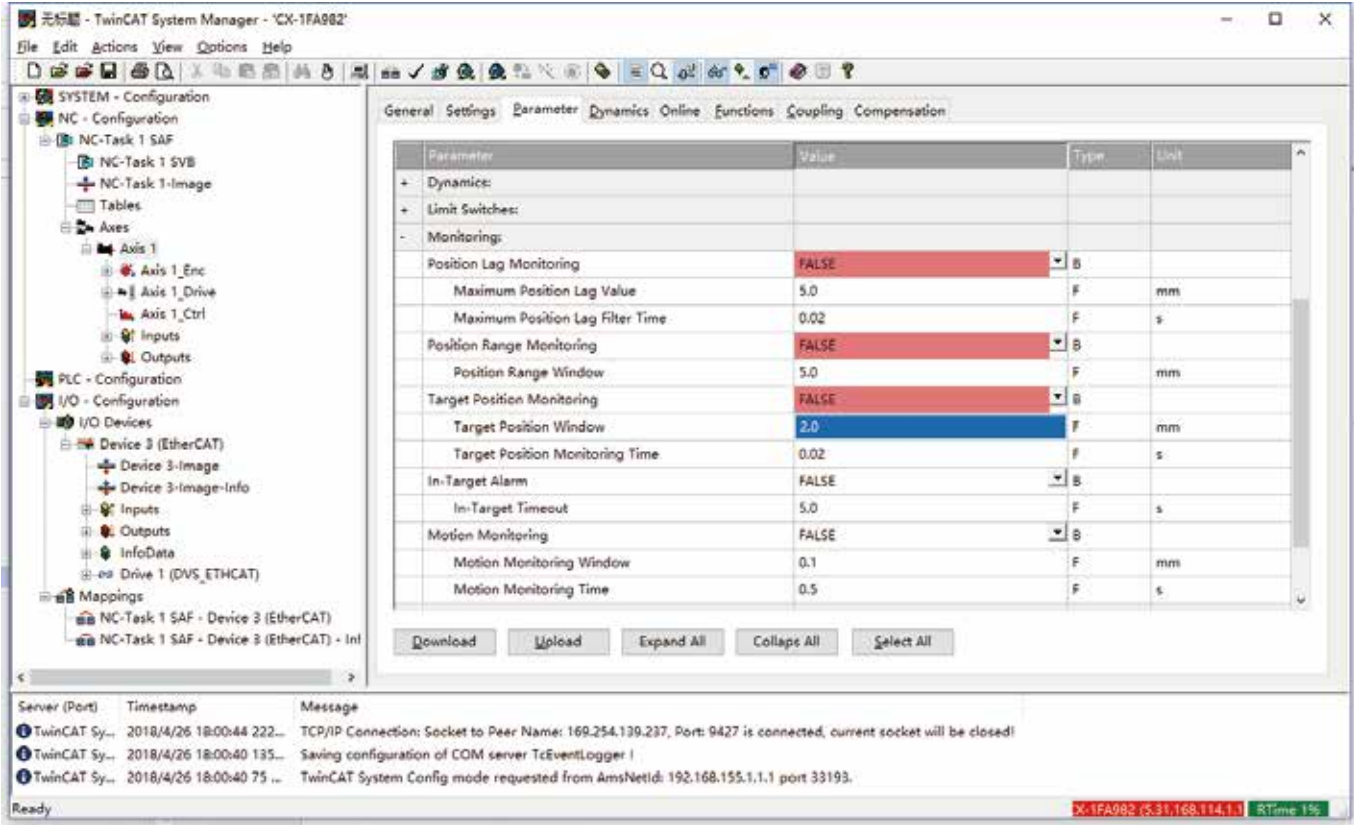 无标题 - TwinCAT System Manager - 'CX-1FA982'
File Edit Actions View Options Help
SYSTEM - Configuration
NC - Configuration
NC-Task 1 SAF
NC-Task 1 SVB
NC-Task 1-Image
Tables
Axes
Axis 1
Axis 1_Enc
Axis 1_Drive
Axis 1_Ctrl
Inputs
Outputs
PLC - Configuration
I/O - Configuration
I/O Devices
Device 3 (EtherCAT)
Device 3-Image
Device 3-Image-Info
Inputs
Outputs
InfoData
Drive 1 (DVS_ETHCAT)
Mappings
NC-Task 1 SAF - Device 3 (EtherCAT)
NC-Task 1 SAF - Device 3 (EtherCAT) - Inf
General Settings Parameter Dynamics Online Functions Coupling Compensation
Parameter Value Type Unit
+ Dynamics:
+ Limit Switches:
- Monitoring:
Position Lag Monitoring FALSE B
Maximum Position Lag Value 5.0 F mm
Maximum Position Lag Filter Time 0.02 F s
Position Range Monitoring FALSE B
Position Range Window 5.0 F mm
Target Position Monitoring FALSE B
Target Position Window 2.0 F mm
Target Position Monitoring Time 0.02 F s
In-Target Alarm FALSE B
In-Target Timeout 5.0 F s
Motion Monitoring FALSE B
Motion Monitoring Window 0.1 F mm
Motion Monitoring Time 0.5 F s
Download Upload Expand All Collaps All Select All
Server (Port) Timestamp Message
TwinCAT Sy... 2018/4/26 18:00:44 222... TCP/IP Connection: Socket to Peer Name: 169.254.139.237, Port: 9427 is connected, current socket will be closed!
TwinCAT Sy... 2018/4/26 18:00:40 135... Saving configuration of COM server TcEventLogger !
TwinCAT Sy... 2018/4/26 18:00:40 75 ... TwinCAT System Config mode requested from AmsNetId: 192.168.155.1.1.1 port 33193.
Ready X-1FA982 (5.31.168.114.1.1 RTime 1%